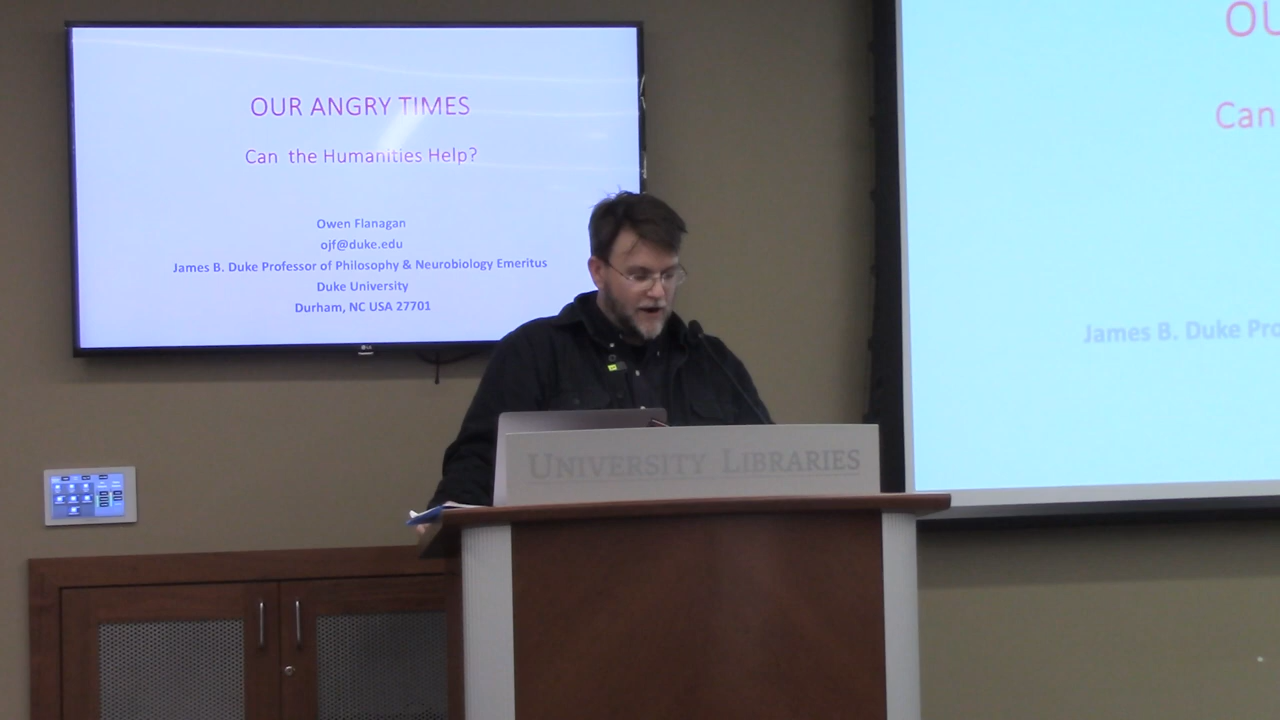 OUR ANGRY TIMES
Can the Humanities Help?
Owen Flanagan
ojf@duke.edu
James B. Duke Professor of Philosophy & Neurobiology Emeritus
Duke University
Durham, NC USA 27701
LG
UNIVERSITY LIBRARIES
OU
Can
James B. Duke Pro